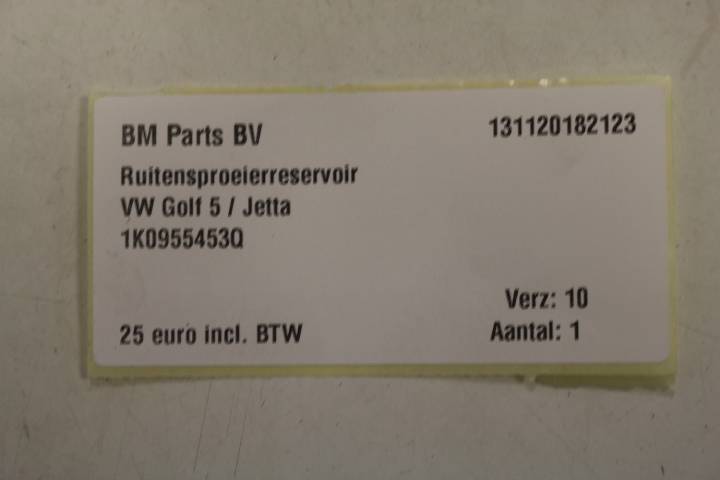 BM Parts BV 131120182123
Ruitensproeierreservoir
VW Golf 5 / Jetta
1K0955453Q
Verz: 10
25 euro incl. BTW Aantal: 1